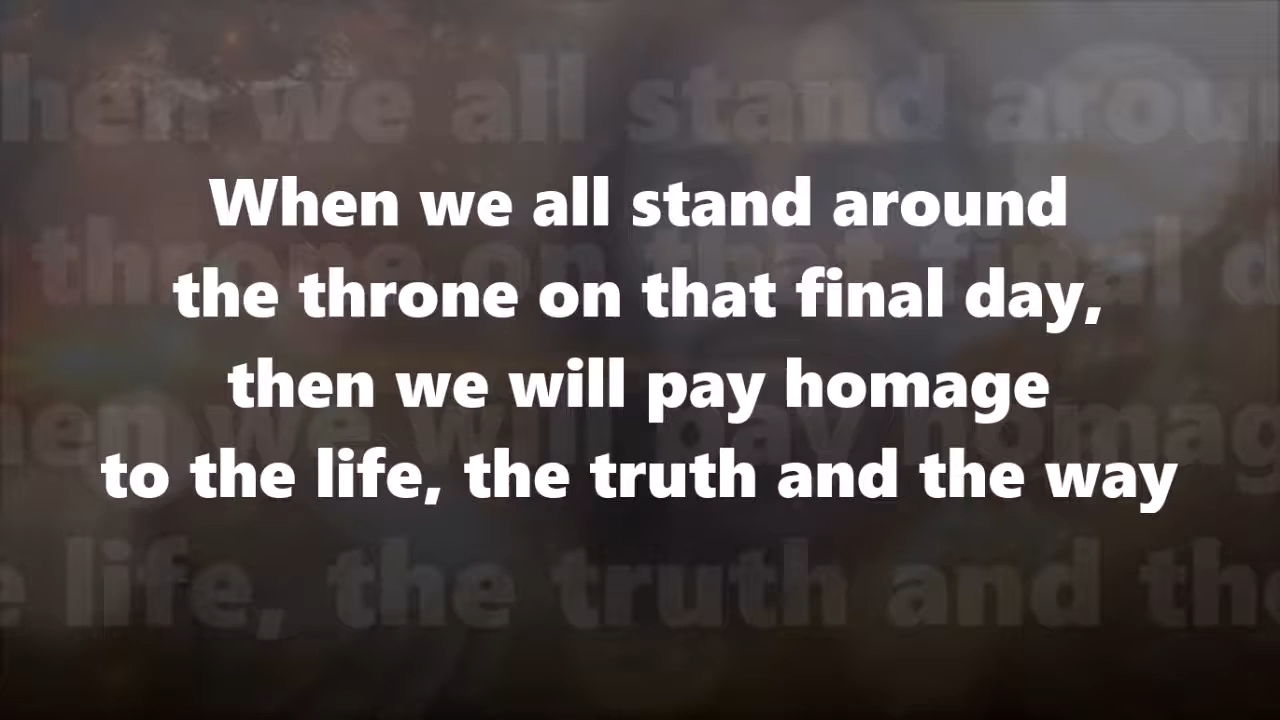 When we all stand around
the throne on that final day,
then we will pay homage
to the life, the truth and the way